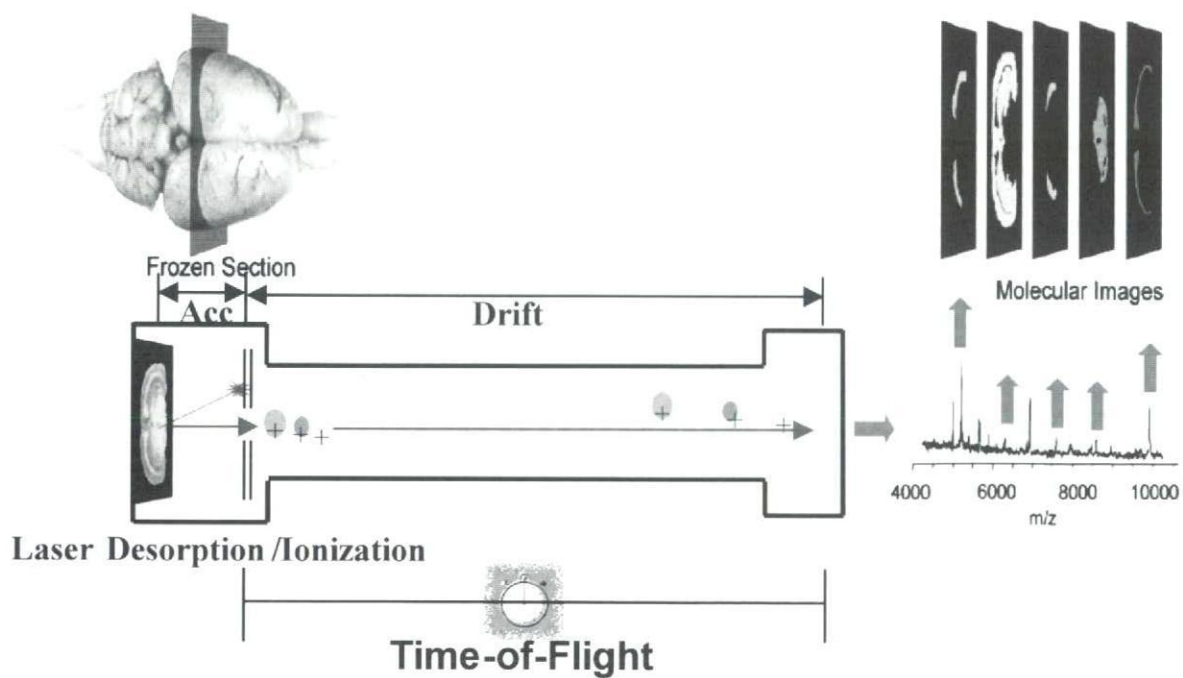 Frozen Section
Acc
Drift
Molecular Images
4000 6000 8000 10000
m/z
Laser Desorption /Ionization
Time-of-Flight